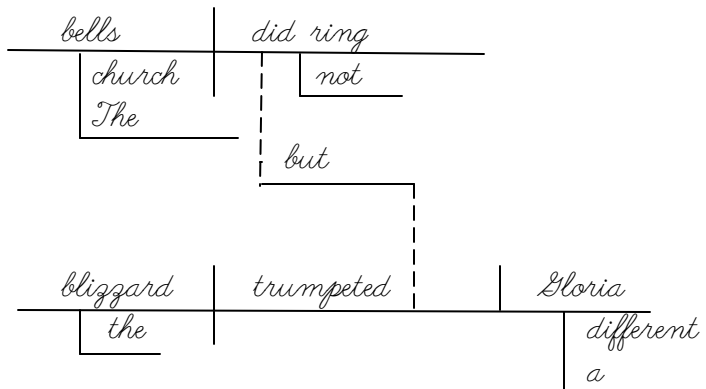 bells did ring
church not
The
but
blizzard trumpeted Gloria
the different
a